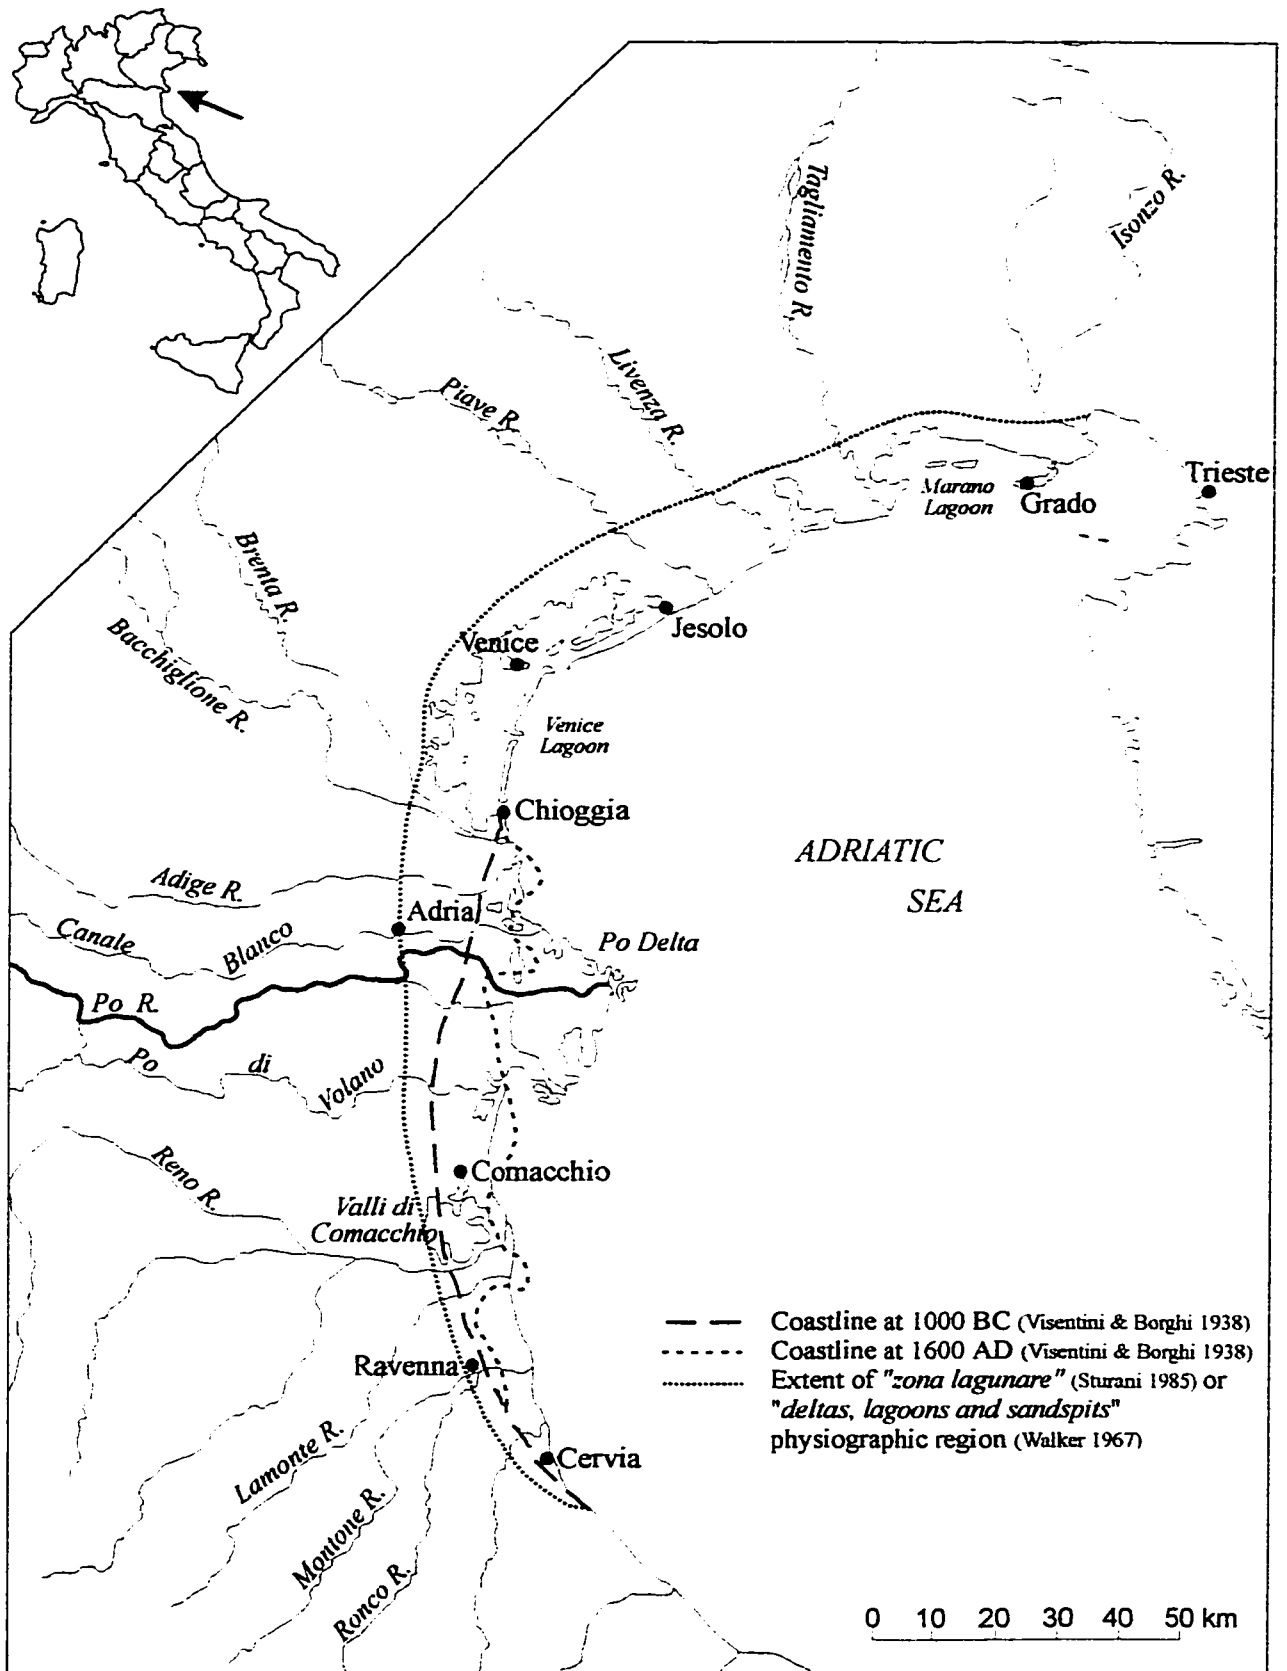 Tagliamento R.
Isonzo R.
Livenza R.
Piave R.
Trieste
Marano
Lagoon
Grado
Brenta R.
Jesolo
Venice
Bacchiglione R.
Venice
Lagoon
Chioggia
ADRIATIC
SEA
Adige R.
Adria
Canale Blanco
Po Delta
Po R.
Po di Volano
Reno R.
Comacchio
Valli di
Comacchio
Coastline at 1000 BC (Visentini & Borghi 1938)
Coastline at 1600 AD (Visentini & Borghi 1938)
Extent of "zona lagunare" (Sturani 1985) or
"deltas, lagoons and sandspits"
physiographic region (Walker 1967)
Ravenna
Cervia
Lamonte R.
Montone R.
Ronco R.
0 10 20 30 40 50 km